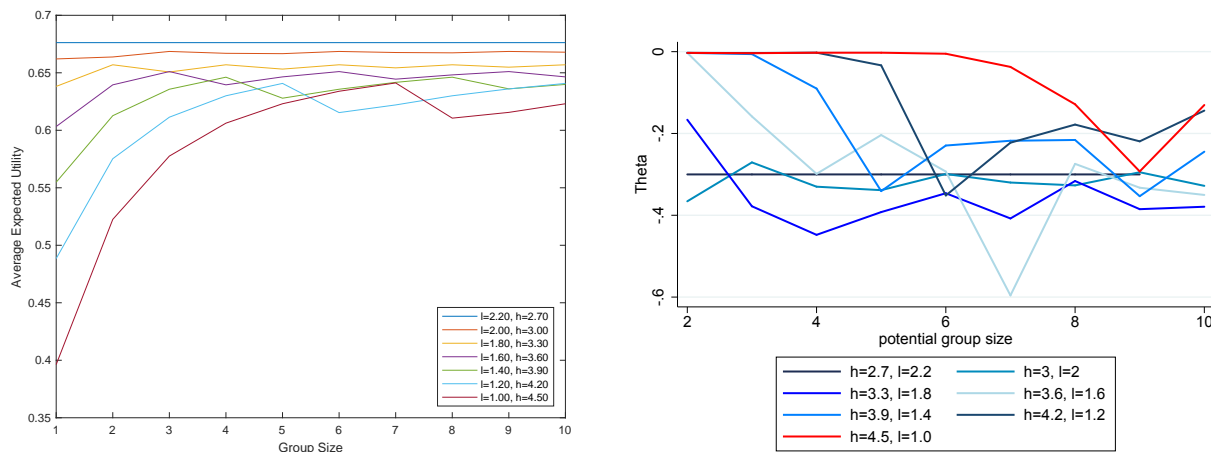 0.7
0.65
0.6
0.55
0.5
0.45
0.4
0.35
Average Expected Utility
1 2 3 4 5 6 7 8 9 10
Group Size
l=2.20, h=2.70
l=2.00, h=3.00
l=1.80, h=3.30
l=1.60, h=3.60
l=1.40, h=3.90
l=1.20, h=4.20
l=1.00, h=4.50
0
-.2
-.4
-.6
Theta
2 4 6 8 10
potential group size
h=2.7, l=2.2 h=3, l=2
h=3.3, l=1.8 h=3.6, l=1.6
h=3.9, l=1.4 h=4.2, l=1.2
h=4.5, l=1.0